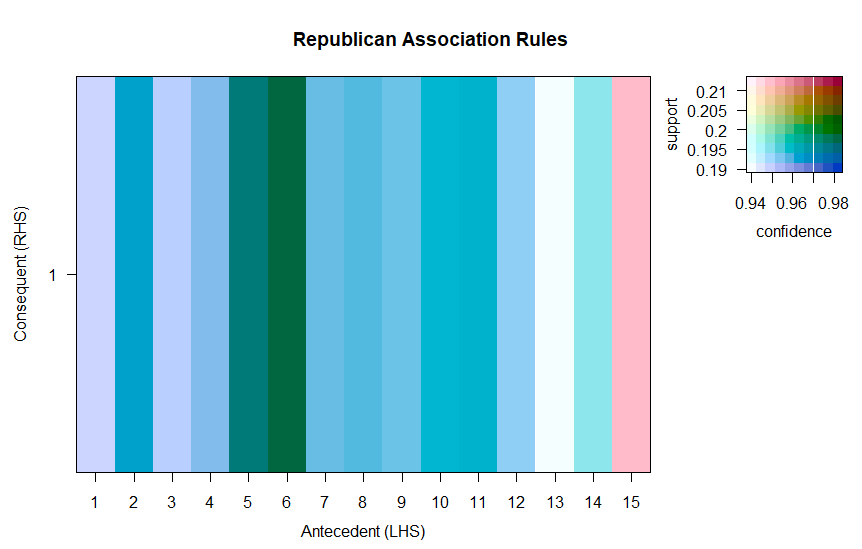 Republican Association Rules
Consequent (RHS)
1
1 2 3 4 5 6 7 8 9 10 11 12 13 14 15
Antecedent (LHS)
support
0.21
0.205
0.2
0.195
0.19
0.94 0.96 0.98
confidence